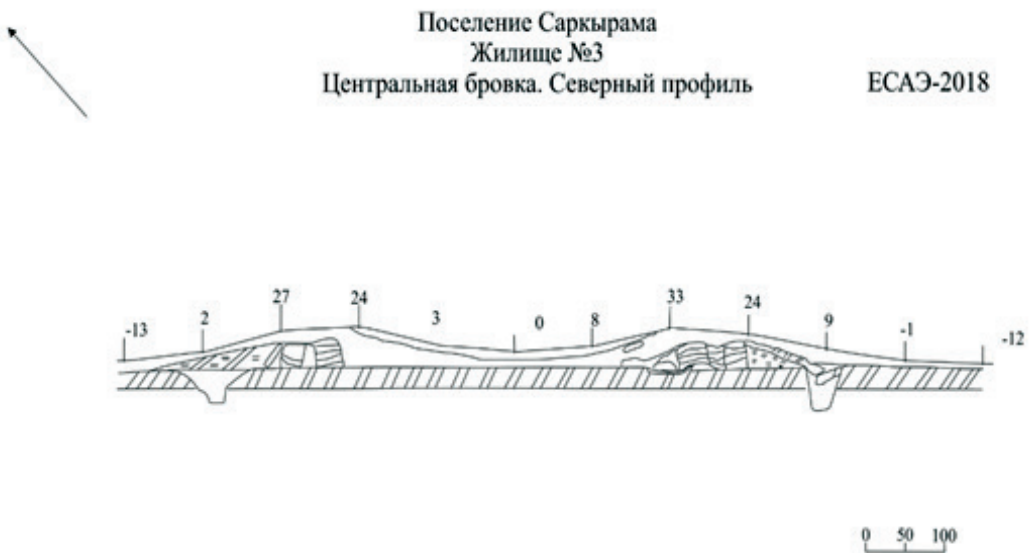 Поселение Саркырама
Жилище №3
Центральная бровка. Северный профиль
ЕСАЭ-2018
-13 2 27 24 3 0 8 33 24 9 -1 -12
0 50 100